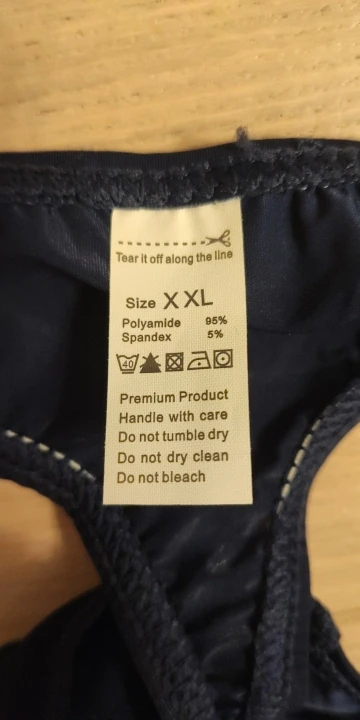 Tear it off along the line
Size XXL
Polyamide 95%
Spandex 5%
40
Premium Product
Handle with care
Do not tumble dry
Do not dry clean
Do not bleach